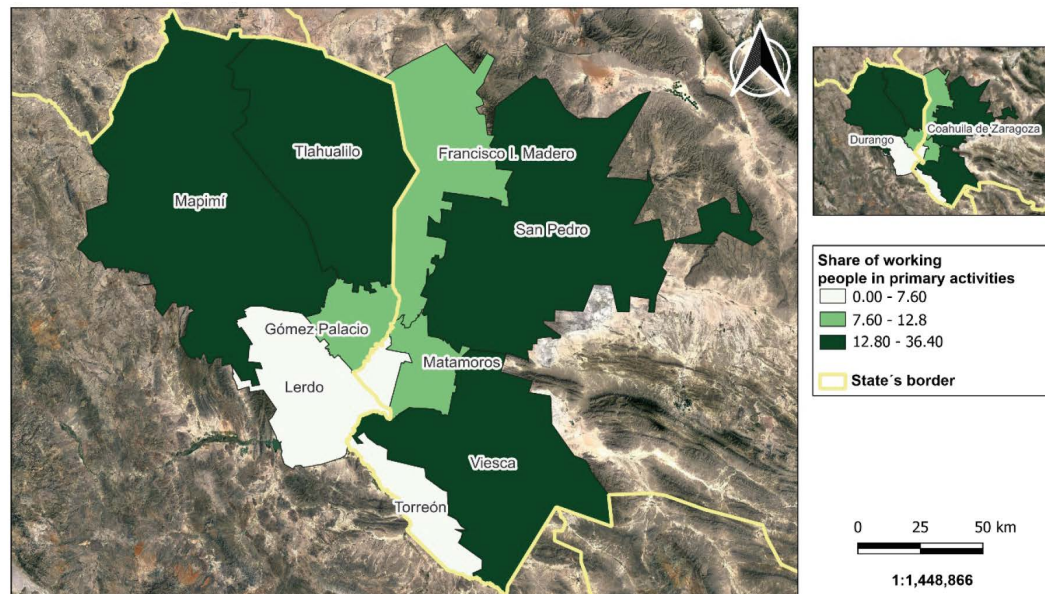 Tlahualilo
Francisco I. Madero
Mapimí
San Pedro
Gómez Palacio
Matamoros
Lerdo
Viesca
Torreón
Durango
Coahuila de Zaragoza
Share of working
people in primary activities
0.00 - 7.60
7.60 - 12.8
12.80 - 36.40
State´s border
0 25 50 km
1:1,448,866